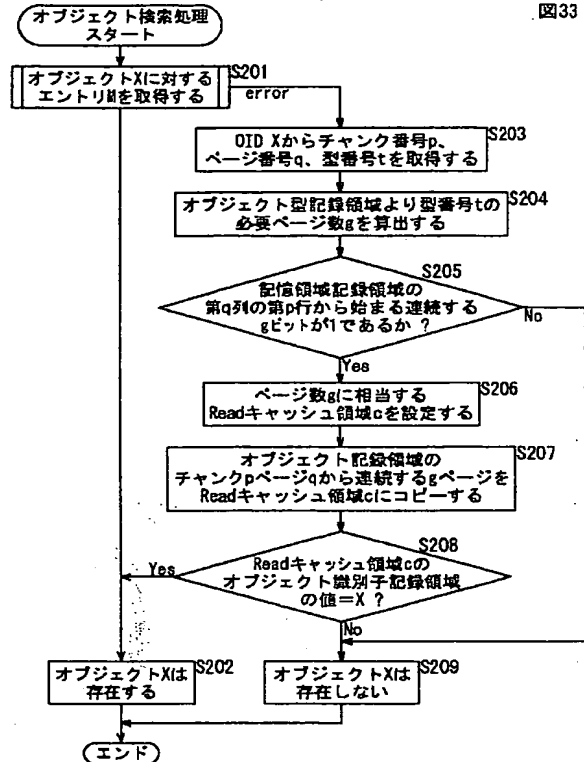 図33
オブジェクト検索処理
スタート
オブジェクトXに対する
エントリMを取得する
S201
error
OID Xからチャンク番号p、
ページ番号q、型番号tを取得する
S203
オブジェクト型記録領域より型番号tの
必要ページ数gを算出する
S204
S205
記憶領域記録領域の
第q列の第p行から始まる連続する
gビットが1であるか ?
No
Yes
ページ数gに相当する
Readキャッシュ領域cを設定する
S206
オブジェクト記録領域の
チャンクpページqから連続するgページを
Readキャッシュ領域cにコピーする
S207
S208
Readキャッシュ領域cの
オブジェクト識別子記録領域
の値=X ?
Yes
No
オブジェクトXは
存在する
S202
オブジェクトXは
存在しない
S209
エンド